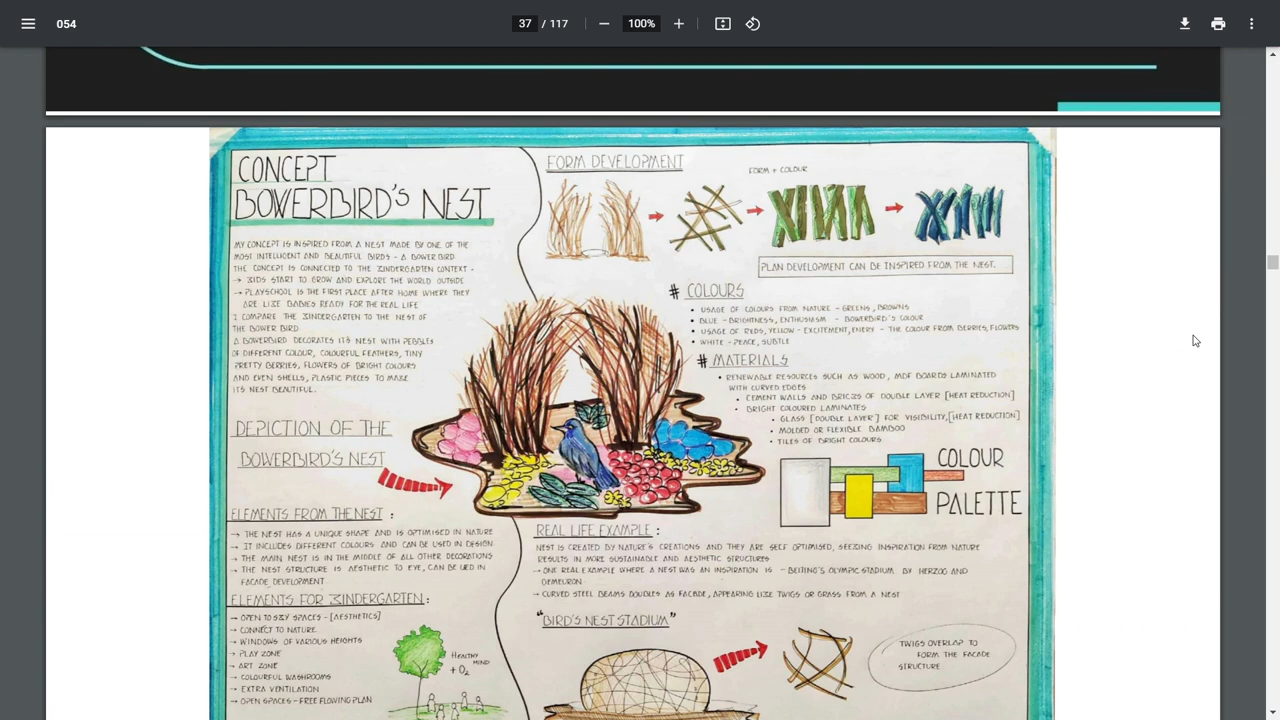 054
37 / 117
100%
CONCEPT
BOWERBIRD'S NEST
MY CONCEPT IS INSPIRED FROM A NEST MADE BY ONE OF THE
MOST INTELLIGENT AND BEAUTIFUL BIRDS - A BOWER BIRD
THE CONCEPT IS CONNECTED TO THE KINDERGARTEN CONTEXT -
→ KIDS START TO GROW AND EXPLORE THE WORLD OUTSIDE
→ PLAYSCHOOL IS THE FIRST PLACE AFTER HOME WHERE THEY
ARE LIKE BABIES READY FOR THE REAL LIFE
I COMPARE THE KINDERGARTEN TO THE NEST OF
THE BOWER BIRD
A BOWERBIRD DECORATES IT'S NEST WITH PEBBLES
OF DIFFERENT COLOUR, COLOURFUL FEATHERS, TINY
PRETTY BERRIES, FLOWERS OF BRIGHT COLOURS
AND EVEN SHELLS, PLASTIC PIECES TO MAKE
IT'S NEST BEAUTIFUL.
DEPICTION OF THE
BOWERBIRD'S NEST
ELEMENTS FROM THE NEST :
→ THE NEST HAS A UNIQUE SHAPE AND IS OPTIMISED IN NATURE
→ IT INCLUDES DIFFERENT COLOURS AND CAN BE USED IN DESIGN
→ THE MAIN NEST IS IN THE MIDDLE OF ALL OTHER DECORATIONS
→ THE NEST STRUCTURE IS AESTHETIC TO EYE, CAN BE UED IN
FACADE DEVELOPMENT
ELEMENTS FOR KINDERGARTEN :
→ OPEN TO SKY SPACES - [AESTHETICS]
→ CONNECT TO NATURE
→ WINDOWS OF VARIOUS HEIGHTS
→ PLAY ZONE
→ ART ZONE
→ COLOURFUL WASHROOMS
→ EXTRA VENTILATION
→ OPEN SPACES - FREE FLOWING PLAN
HEALTHY
MIND
+ O₂
FORM DEVELOPMENT
FORM + COLOUR
PLAN DEVELOPMENT CAN BE INSPIRED FROM THE NEST.
# COLOURS
• USAGE OF COLOURS FROM NATURE - GREENS, BROWNS
• BLUE - BRIGHTNESS, ENTHUSIASM - BOWERBIRD'S COLOUR
• USAGE OF REDS, YELLOW - EXCITEMENT, ENERY - THE COLOUR FROM BERRIES, FLOWERS
• WHITE - PEACE, SUBTLE
# MATERIALS
• RENEWABLE RESOURCES SUCH AS WOOD, MDF BOARDS LAMINATED
WITH CURVED EDGES
• CEMENT WALLS AND BRICKS OF DOUBLE LAYER [HEAT REDUCTION]
• BRIGHT COLOURED LAMINATES
• GLASS [DOUBLE LAYER] FOR VISIBILITY, [HEAT REDUCTION]
• MOLDED OR FLEXIBLE BAMBOO
• TILES OF BRIGHT COLOURS
COLOUR
PALETTE
REAL LIFE EXAMPLE :
NEST IS CREATED BY NATURE'S CREATIONS AND THEY ARE SELF OPTIMISED, SEEKING INSPIRATION FROM NATURE
RESULTS IN MORE SUSTAINABLE AND AESTHETIC STRUCTURES
→ ONE REAL EXAMPLE WHERE A NEST WAS AN INSPIRATION IS - BEIJING'S OLYMPIC STADIUM BY HERZOG AND
DEMEURON
→ CURVED STEEL BEAMS DOUBLES AS FACADE, APPEARING LIKE TWIGS OR GRASS FROM A NEST
"BIRD'S NEST STADIUM"
TWIGS OVERLAP TO
FORM THE FACADE
STRUCTURE